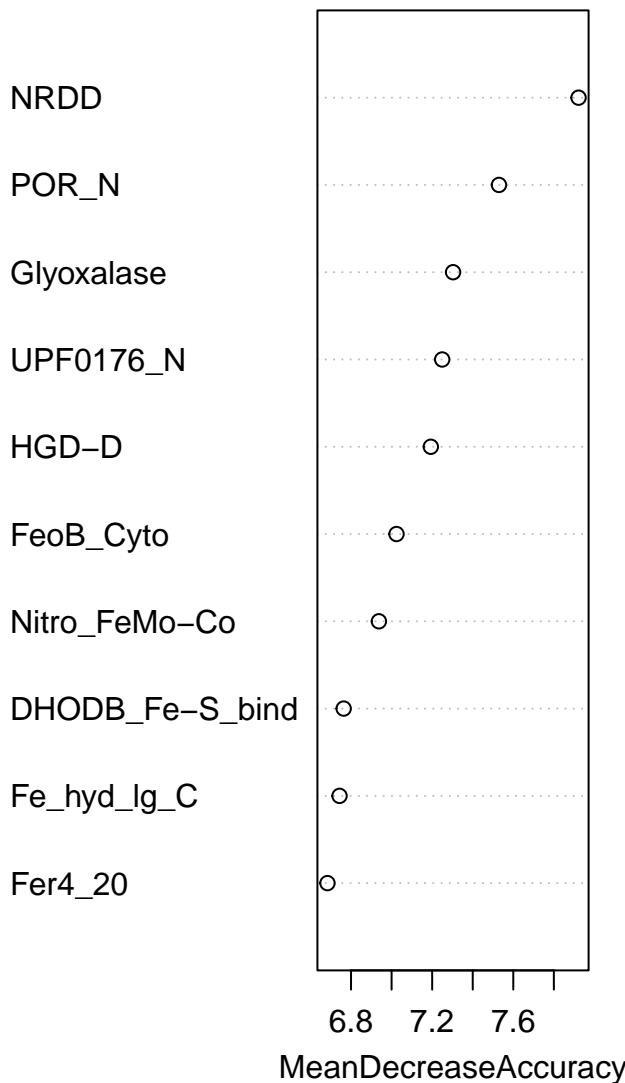 NRDD
POR_N
Glyoxalase
UPF0176_N
HGD−D
FeoB_Cyto
Nitro_FeMo−Co
DHODB_Fe−S_bind
Fe_hyd_lg_C
Fer4_20
6.8 7.2 7.6
MeanDecreaseAccuracy